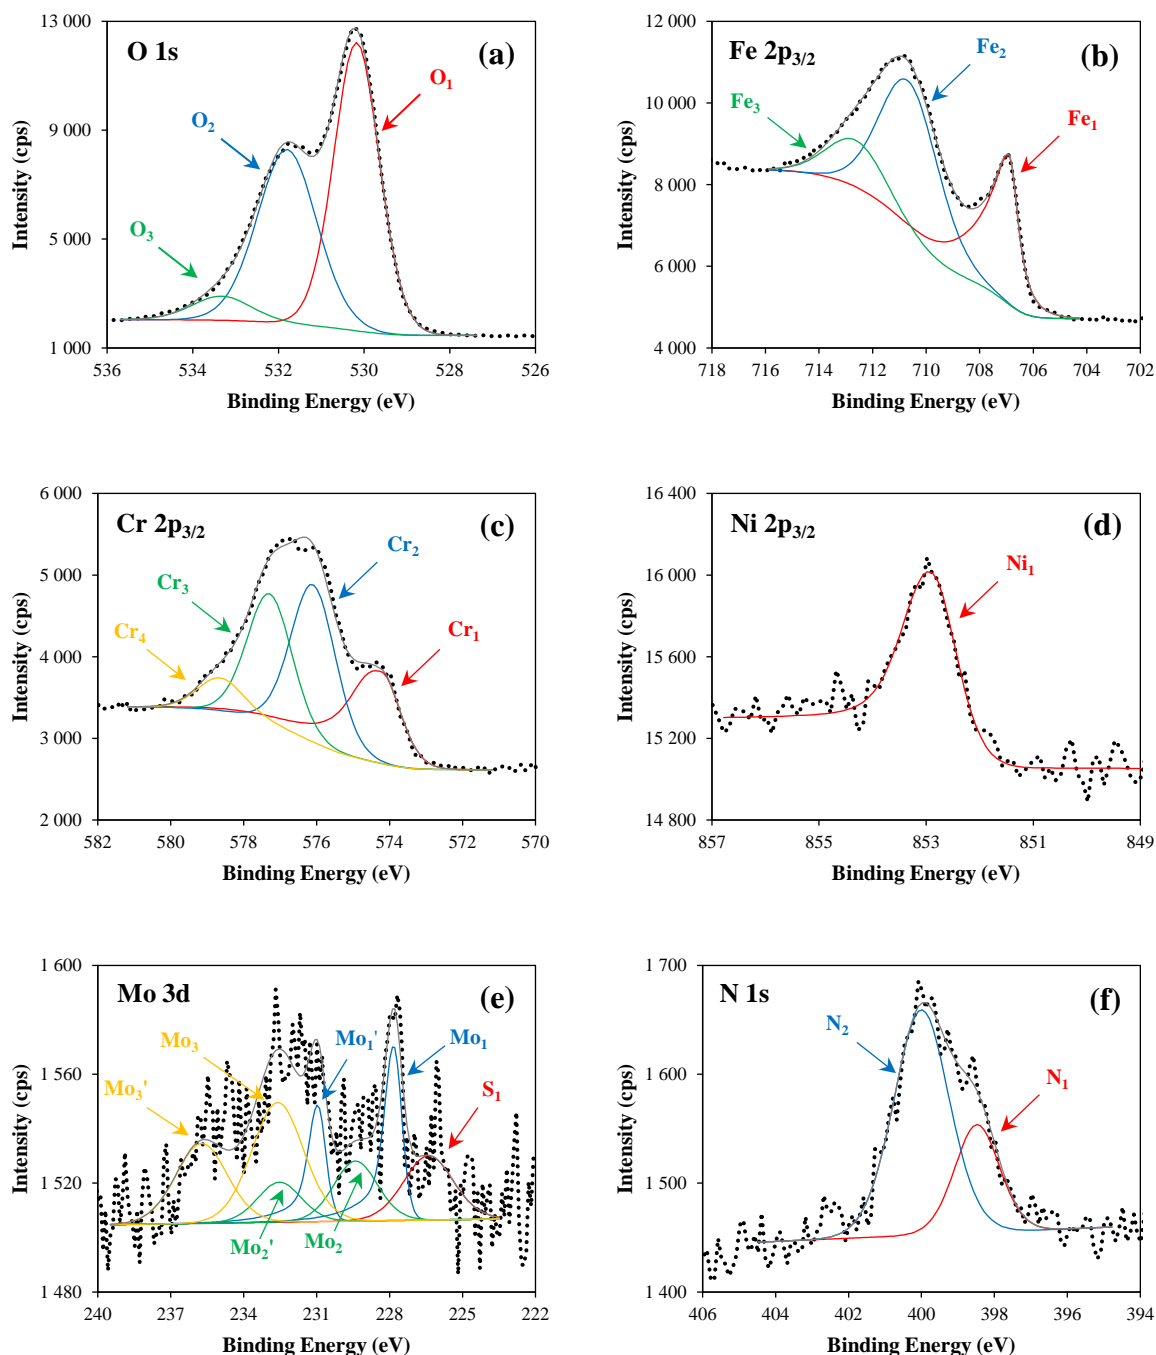 O 1s
(a)
O₁
O₂
O₃
13 000
9 000
5 000
1 000
Intensity (cps)
536 534 532 530 528 526
Binding Energy (eV)
Fe 2p₃/₂
(b)
Fe₂
Fe₃
Fe₁
12 000
10 000
8 000
6 000
4 000
Intensity (cps)
718 716 714 712 710 708 706 704 702
Binding Energy (eV)
Cr 2p₃/₂
(c)
Cr₂
Cr₃
Cr₄
Cr₁
6 000
5 000
4 000
3 000
2 000
Intensity (cps)
582 580 578 576 574 572 570
Binding Energy (eV)
Ni 2p₃/₂
(d)
Ni₁
16 400
16 000
15 600
15 200
14 800
Intensity (cps)
857 855 853 851 849
Binding Energy (eV)
Mo 3d
(e)
Mo₃
Mo₁'
Mo₁
Mo₃'
S₁
Mo₂'
Mo₂
1 600
1 560
1 520
1 480
Intensity (cps)
240 237 234 231 228 225 222
Binding Energy (eV)
N 1s
(f)
N₂
N₁
1 700
1 600
1 500
1 400
Intensity (cps)
406 404 402 400 398 396 394
Binding Energy (eV)